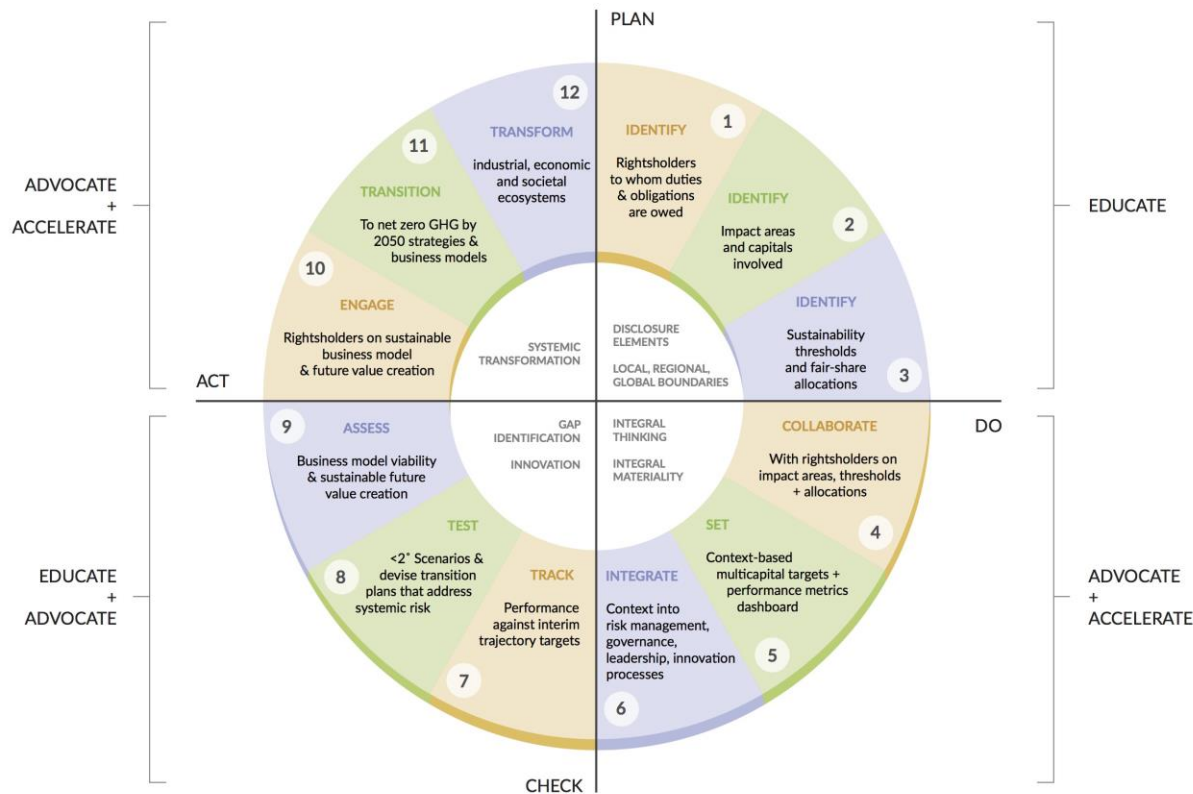 PLAN
EDUCATE
1
IDENTIFY
Rightsholders
to whom duties
& obligations
are owed
2
IDENTIFY
Impact areas
and capitals
involved
3
IDENTIFY
Sustainability
thresholds
and fair-share
allocations
DISCLOSURE
ELEMENTS
LOCAL, REGIONAL,
GLOBAL BOUNDARIES
DO
ADVOCATE
+
ACCELERATE
4
COLLABORATE
With rightsholders on
impact areas, thresholds
+ allocations
5
SET
Context-based
multicapital targets +
performance metrics
dashboard
6
INTEGRATE
Context into
risk management,
governance,
leadership, innovation
processes
INTEGRAL
THINKING
INTEGRAL
MATERIALITY
CHECK
EDUCATE
+
ADVOCATE
7
TRACK
Performance
against interim
trajectory targets
8
TEST
<2˚ Scenarios &
devise transition
plans that address
systemic risk
9
ASSESS
Business model viability
& sustainable future
value creation
GAP
IDENTIFICATION
INNOVATION
ACT
ADVOCATE
+
ACCELERATE
10
ENGAGE
Rightsholders on sustainable
business model
& future value creation
11
TRANSITION
To net zero GHG by
2050 strategies &
business models
12
TRANSFORM
industrial, economic
and societal
ecosystems
SYSTEMIC
TRANSFORMATION